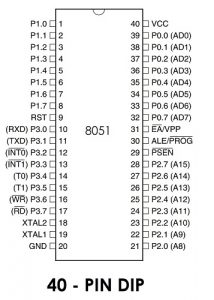 P1.0 1 40 VCC
P1.1 2 39 P0.0 (AD0)
P1.2 3 38 P0.1 (AD1)
P1.3 4 37 P0.2 (AD2)
P1.4 5 36 P0.3 (AD3)
P1.5 6 35 P0.4 (AD4)
P1.6 7 34 P0.5 (AD5)
P1.7 8 33 P0.6 (AD6)
RST 9 32 P0.7 (AD7)
(RXD) P3.0 10 8051 31 EA/VPP
(TXD) P3.1 11 30 ALE/PROG
(INT0) P3.2 12 29 PSEN
(INT1) P3.3 13 28 P2.7 (A15)
(T0) P3.4 14 27 P2.6 (A14)
(T1) P3.5 15 26 P2.5 (A13)
(WR) P3.6 16 25 P2.4 (A12)
(RD) P3.7 17 24 P2.3 (A11)
XTAL2 18 23 P2.2 (A10)
XTAL1 19 22 P2.1 (A9)
GND 20 21 P2.0 (A8)
40 - PIN DIP